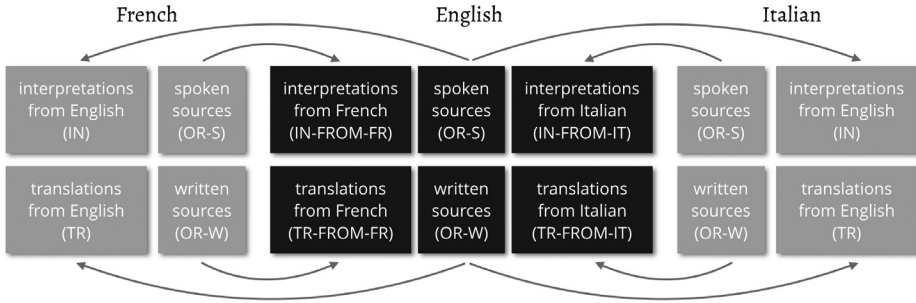 French
English
Italian
interpretations
from English
(IN)
spoken
sources
(OR-S)
interpretations
from French
(IN-FROM-FR)
spoken
sources
(OR-S)
interpretations
from Italian
(IN-FROM-IT)
spoken
sources
(OR-S)
interpretations
from English
(IN)
translations
from English
(TR)
written
sources
(OR-W)
translations
from French
(TR-FROM-FR)
written
sources
(OR-W)
translations
from Italian
(TR-FROM-IT)
written
sources
(OR-W)
translations
from English
(TR)